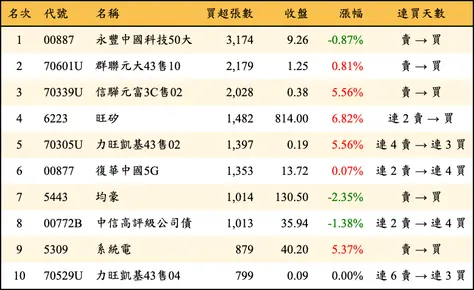 名次 代號 名稱 買超張數 收盤 漲幅 連買天數
1 00887 永豐中國科技50大 3,174 9.26 -0.87% 賣 → 買
2 70601U 群聯元大43售10 2,179 1.25 0.81% 賣 → 買
3 70339U 信驊元富3C售02 2,028 0.38 5.56% 賣 → 買
4 6223 旺矽 1,482 814.00 6.82% 連 2 賣 → 買
5 70305U 力旺凱基43售02 1,397 0.19 5.56% 連 4 賣 → 連 3 買
6 00877 復華中國5G 1,353 13.72 0.07% 連 2 賣 → 連 4 買
7 5443 均豪 1,014 130.50 -2.35% 賣 → 買
8 00772B 中信高評級公司債 1,013 35.94 -1.38% 連 2 賣 → 連 4 買
9 5309 系統電 879 40.20 5.37% 賣 → 買
10 70529U 力旺凱基43售04 799 0.09 0.00% 連 6 賣 → 連 3 買